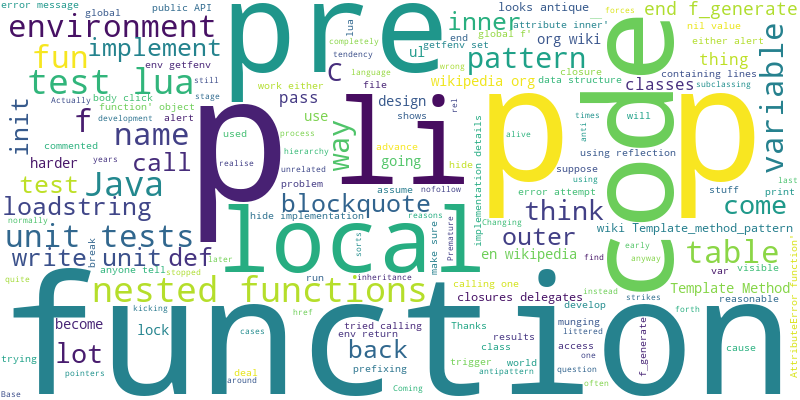 error message
global
public API
lua
environment
fun
implement
env getfenv
completely
tendency
test lua
pre
inner
looks antique
attribute inner'
global f'
getfenv set
end
org wiki
pattern
ul
C
wikipedia org
data structure
closure
wrong
language
end f_generate
forces
nil value
either alert
thing
containing lines
subclassing
classes
variable
code
init
Actually
body click
function' object
stage
still
development
alert
work either
file
pass
design
shows
rel
f
name
commented
years
harder
call
used
process
hierarchy
realise
unrelated
use
way
going
advance
hide
problem
assume
nofollow
p
li
p
p
implementation details
alive
anti
times
will
using reflection
suppose
using
error attempt
stuff
last
print
test
Java
loadstring
normally
blockquote
hide implementation
reasons
think
come
outer
wiki Template_method_pattern
unit tests
write unit
def
break
later
local
make sure
Premature
Changing
en wikipedia
early
anyway
find
table
var
visible
quite
anyone tell
stopped
sorts
run
inheritance
nested functions
calling one
closures delegates
instead
develop
strikes
Template Method
forth
reasonable
AttributeError function'
function
kicking
href
become
lock
cases
tried calling
env return
prefixing
Thanks
results
class
munging
littered
access
f_generate
cause
lot
trying
pointers
deal
around
back
trigger
world
antipattern
one
question
often
Base
Coming